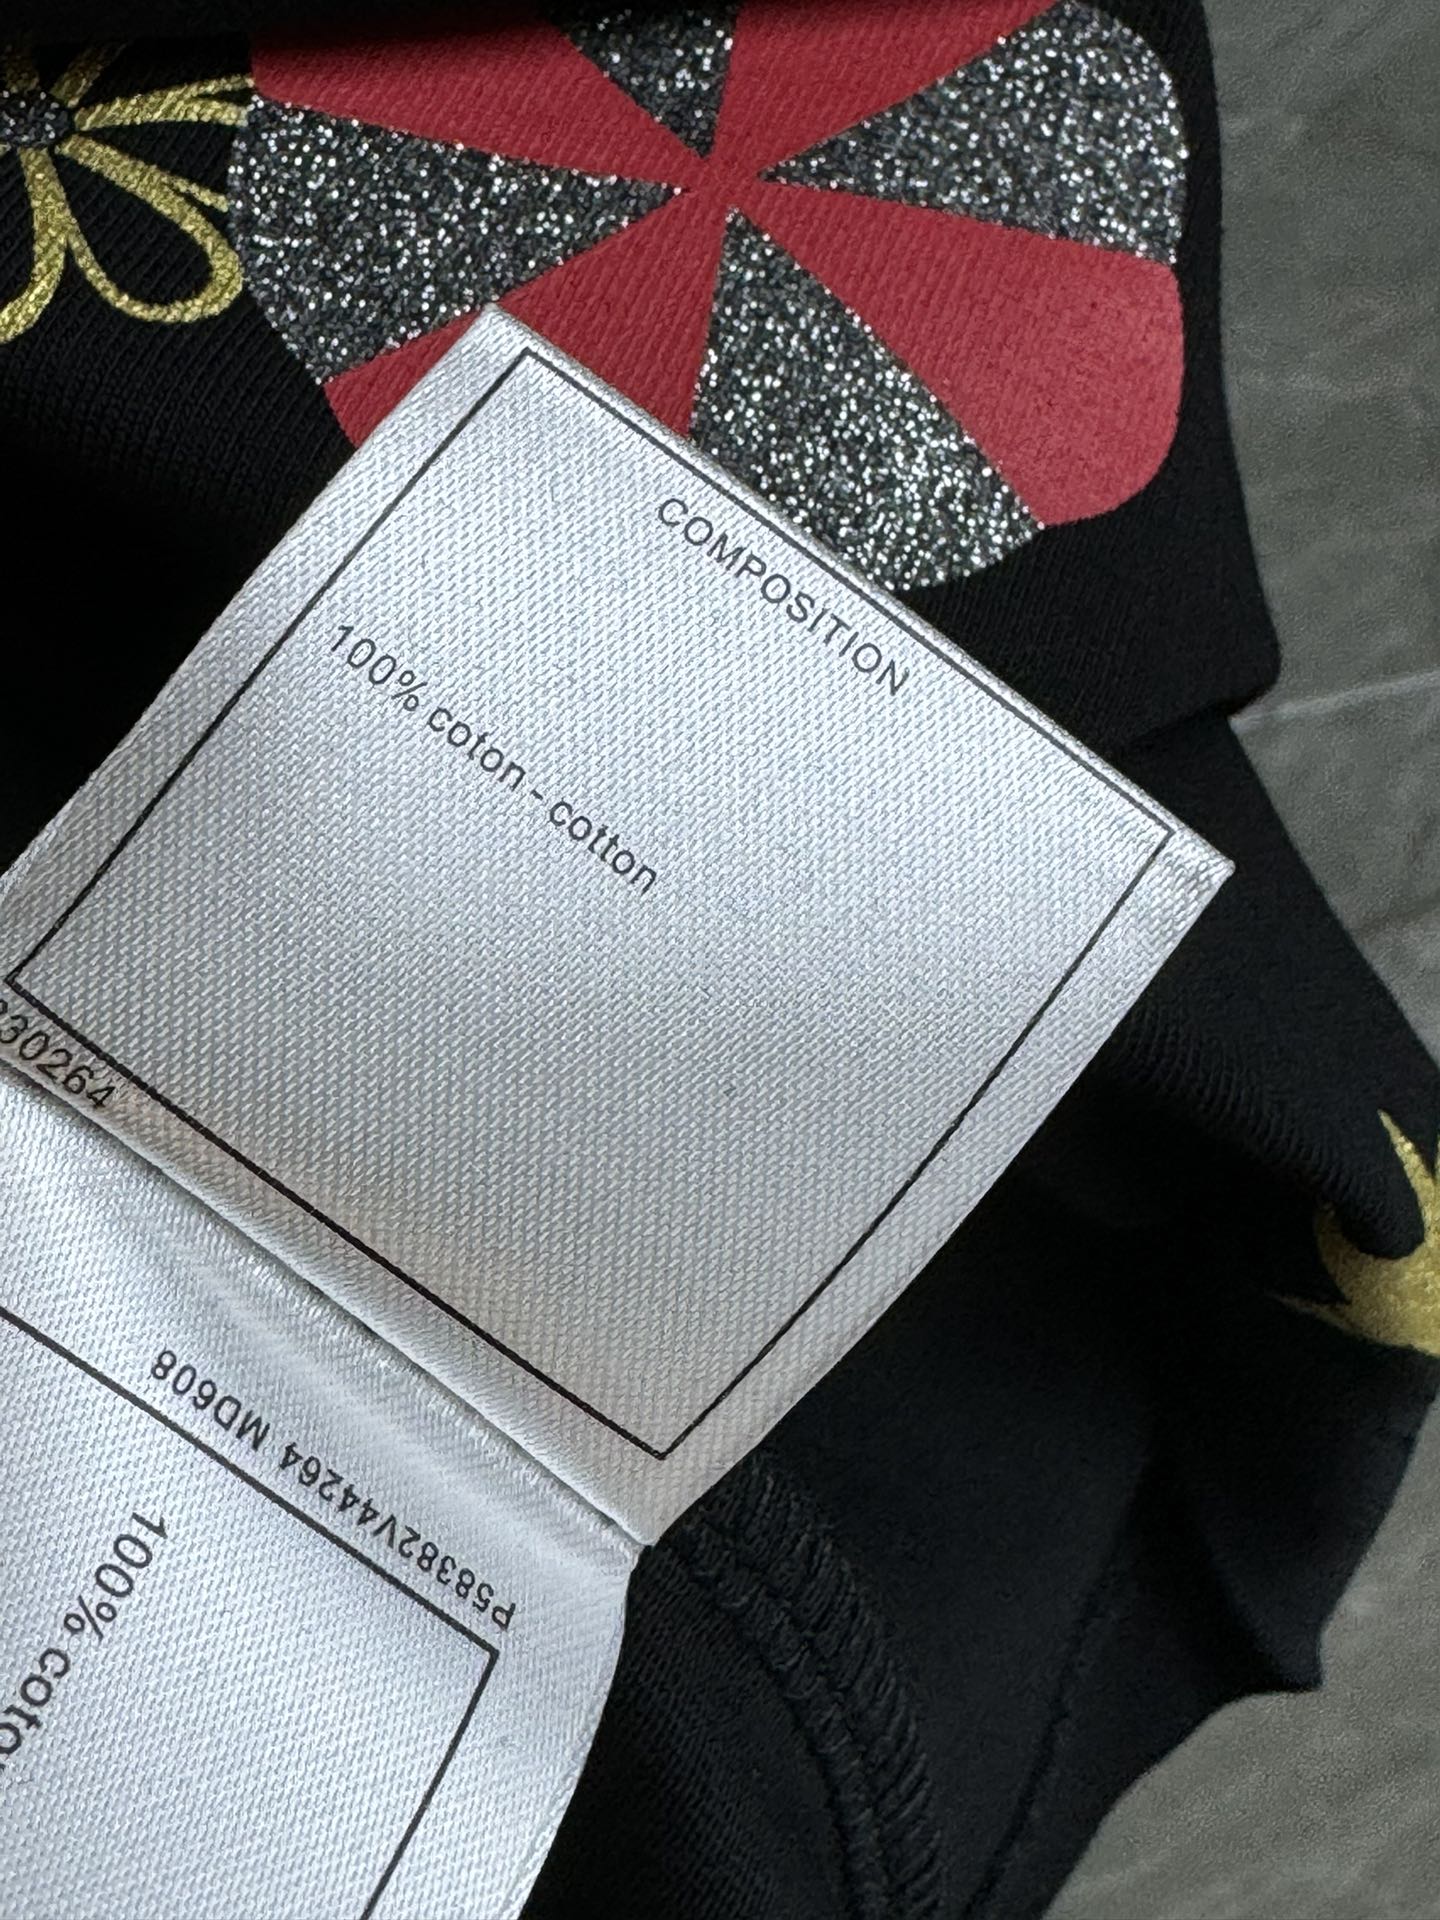 COMPOSITION
100% coton - cotton
30264
P58382V44264 MD608
100% coto